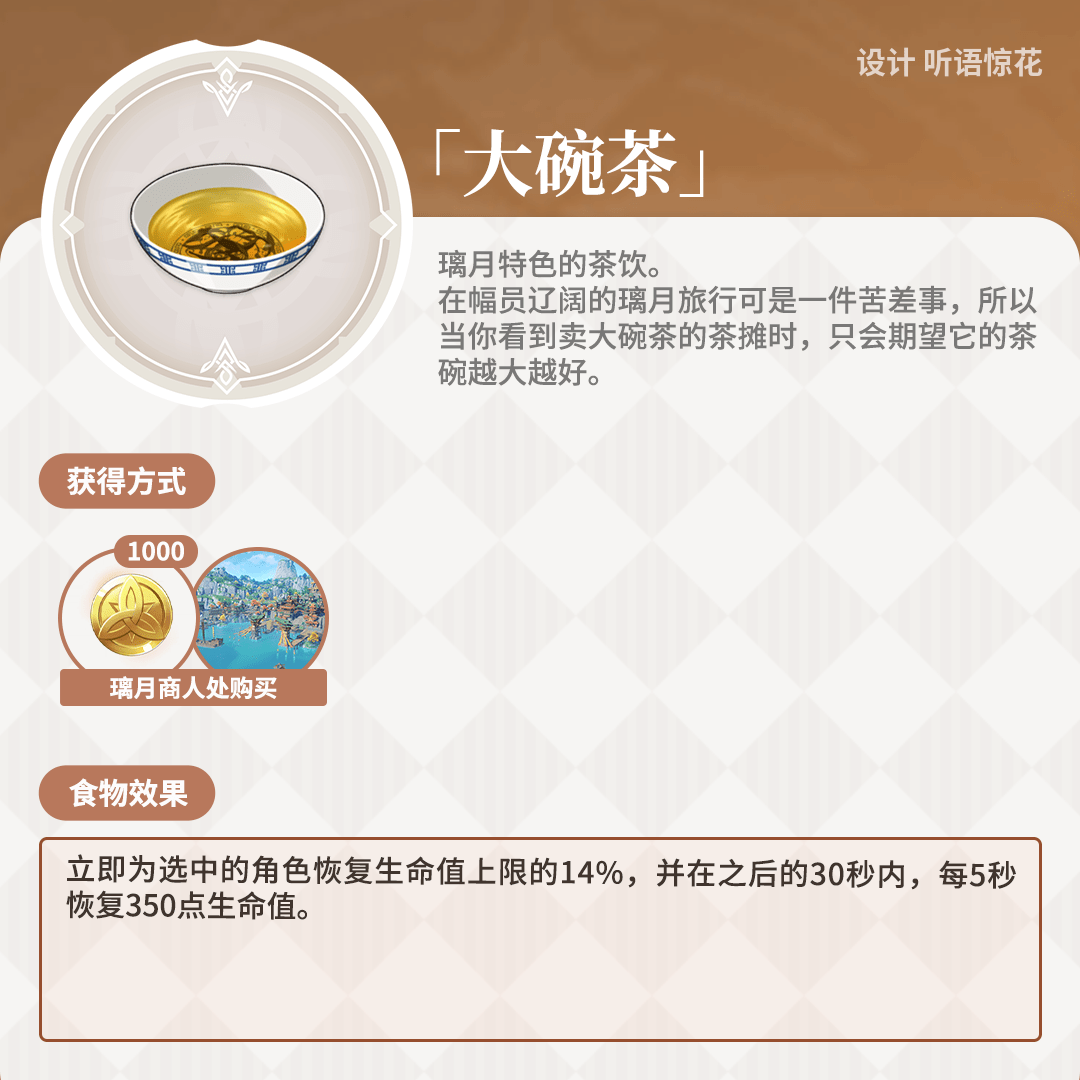 设计 听语惊花
「大碗茶」
璃月特色的茶饮。
在幅员辽阔的璃月旅行可是一件苦差事，所以
当你看到卖大碗茶的茶摊时，只会期望它的茶
碗越大越好。
获得方式
1000
璃月商人处购买
食物效果
立即为选中的角色恢复生命值上限的14%，并在之后的30秒内，每5秒
恢复350点生命值。